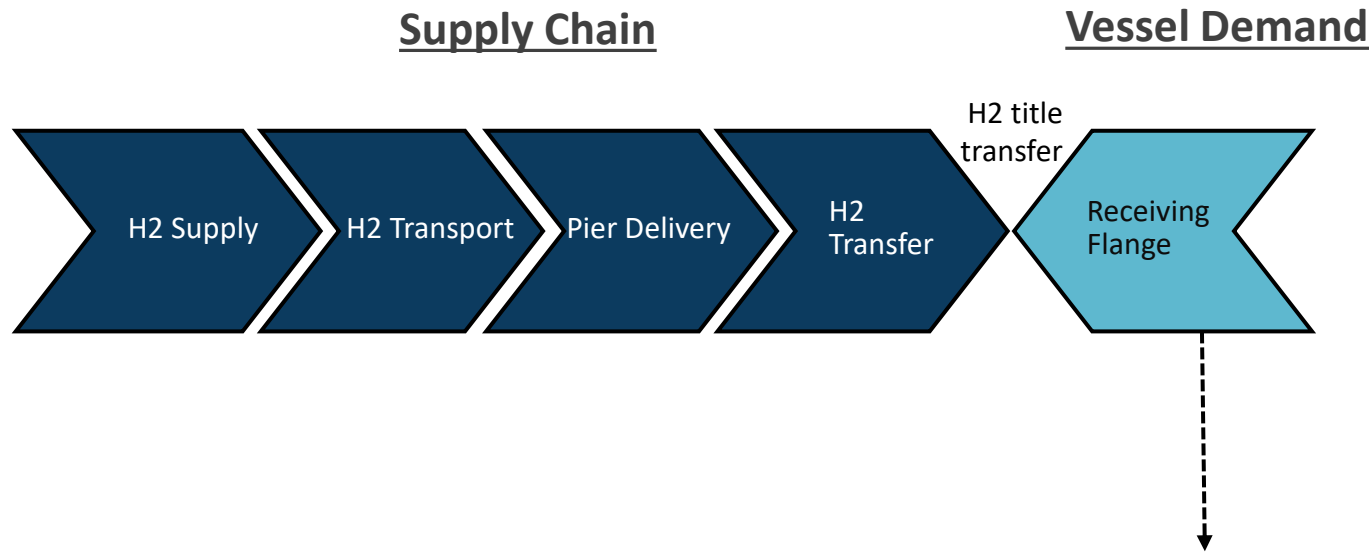 Supply Chain
Vessel Demand
H2 Supply
H2 Transport
Pier Delivery
H2
Transfer
H2 title
transfer
Receiving
Flange